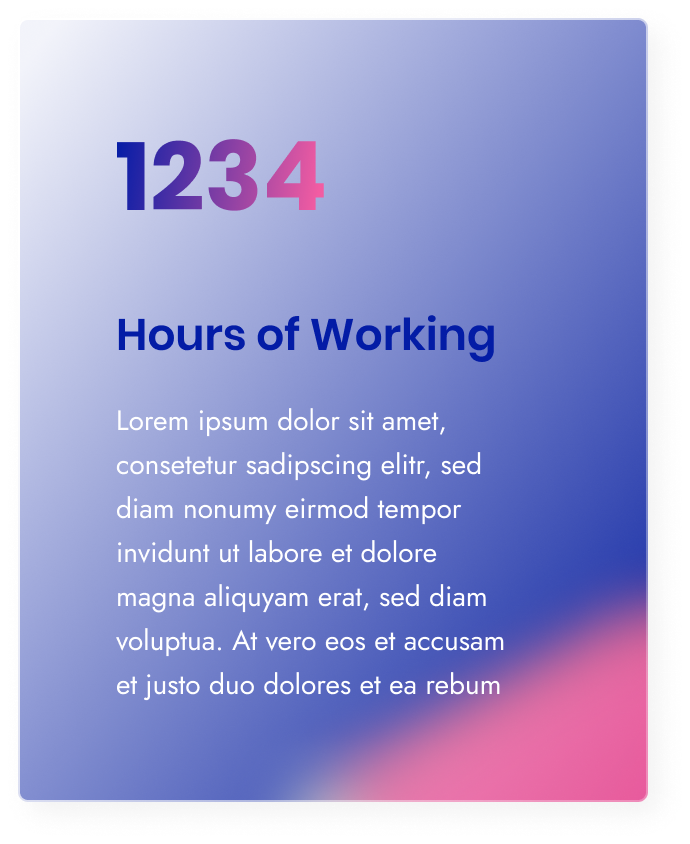 1234
Hours of Working
Lorem ipsum dolor sit amet,
consetetur sadipscing elitr, sed
diam nonumy eirmod tempor
invidunt ut labore et dolore
magna aliquyam erat, sed diam
voluptua. At vero eos et accusam
et justo duo dolores et ea rebum